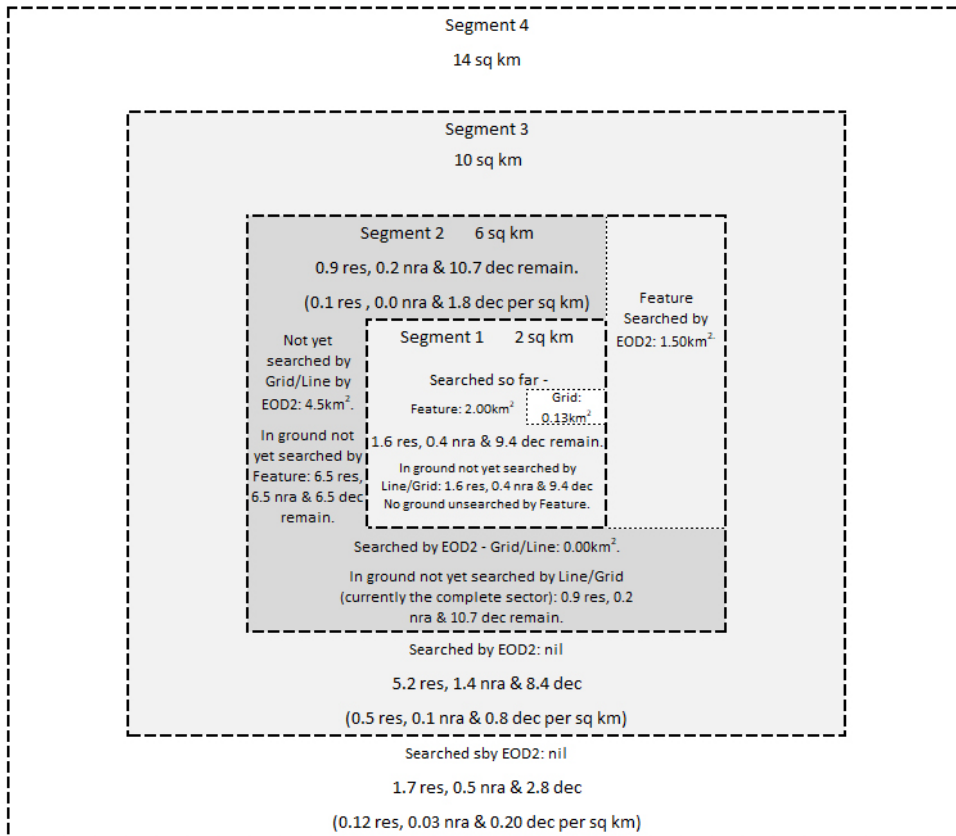 Segment 4
14 sq km
Segment 3
10 sq km
Segment 2 6 sq km
0.9 res, 0.2 nra & 10.7 dec remain.
(0.1 res , 0.0 nra & 1.8 dec per sq km)
Feature
Searched by
EOD2: 1.50km².
Not yet
searched by
Grid/Line by
EOD2: 4.5km².
In ground not
yet searched by
Feature: 6.5 res,
6.5 nra & 6.5 dec
remain.
Segment 1 2 sq km
Searched so far -
Feature: 2.00km²
Grid:
0.13km²
1.6 res, 0.4 nra & 9.4 dec remain.
In ground not yet searched by
Line/Grid: 1.6 res, 0.4 nra & 9.4 dec
No ground unsearched by Feature.
Searched by EOD2 - Grid/Line: 0.00km².
In ground not yet searched by Line/Grid
(currently the complete sector): 0.9 res, 0.2
nra & 10.7 dec remain.
Searched by EOD2: nil
5.2 res, 1.4 nra & 8.4 dec
(0.5 res, 0.1 nra & 0.8 dec per sq km)
Searched sby EOD2: nil
1.7 res, 0.5 nra & 2.8 dec
(0.12 res, 0.03 nra & 0.20 dec per sq km)